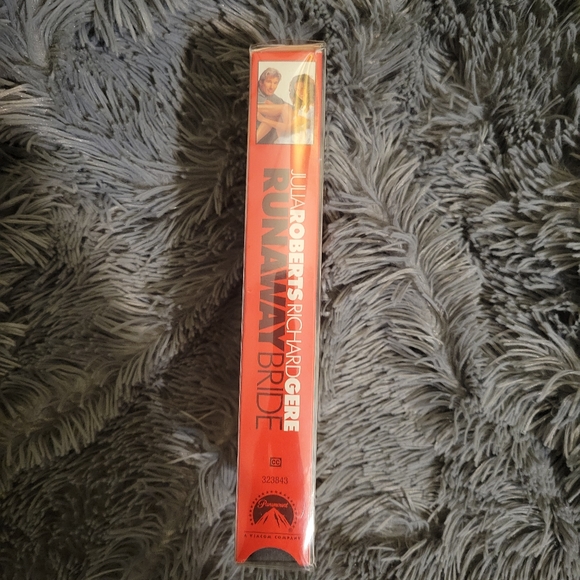 JULIA ROBERTS RICHARD GERE
RUNAWAY BRIDE
CC
323843
Paramount
A VIACOM COMPANY